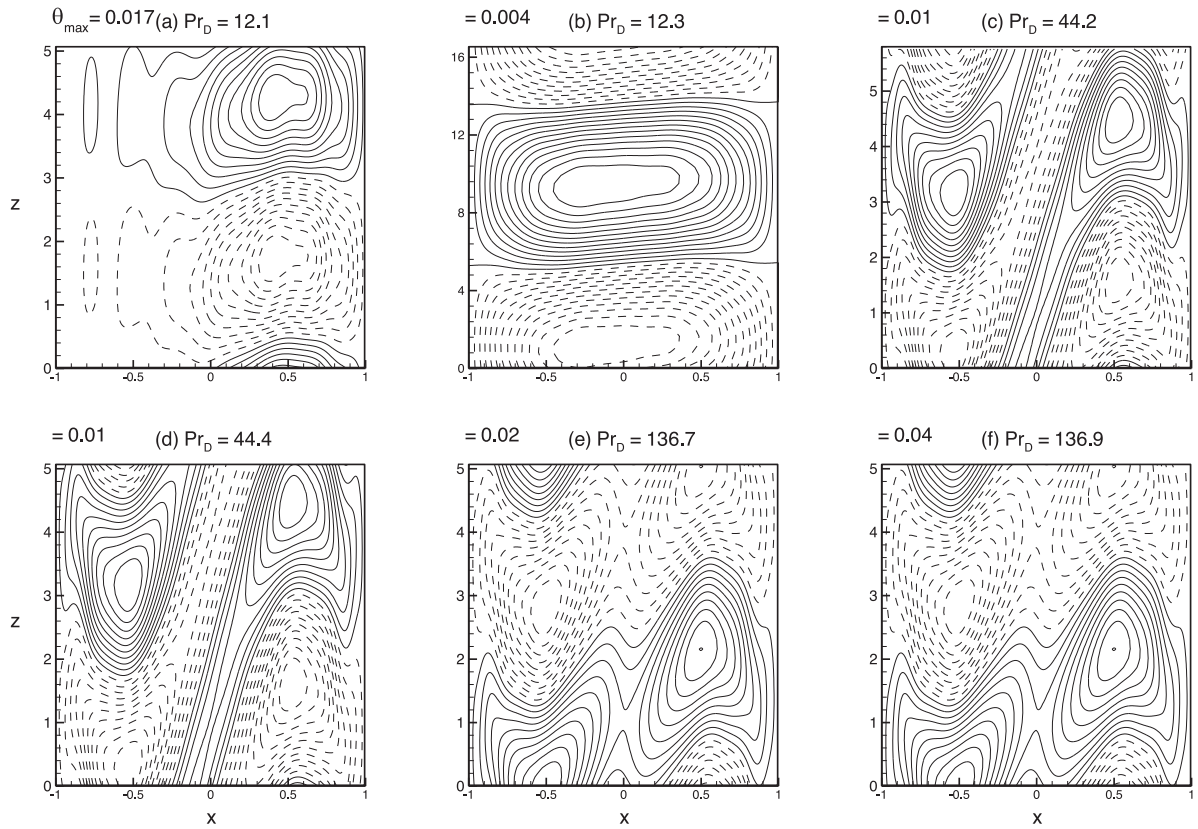 θmax = 0.017 (a) PrD = 12.1
= 0.004 (b) PrD = 12.3
= 0.01 (c) PrD = 44.2
5
4
3
2
1
0
z
-1 -0.5 0 0.5 1
16
12
8
4
0
-1 -0.5 0 0.5 1
5
4
3
2
1
0
-1 -0.5 0 0.5 1
= 0.01 (d) PrD = 44.4
= 0.02 (e) PrD = 136.7
= 0.04 (f) PrD = 136.9
5
4
3
2
1
0
z
-1 -0.5 0 0.5 1
x
5
4
3
2
1
0
-1 -0.5 0 0.5 1
x
5
4
3
2
1
0
-1 -0.5 0 0.5 1
x